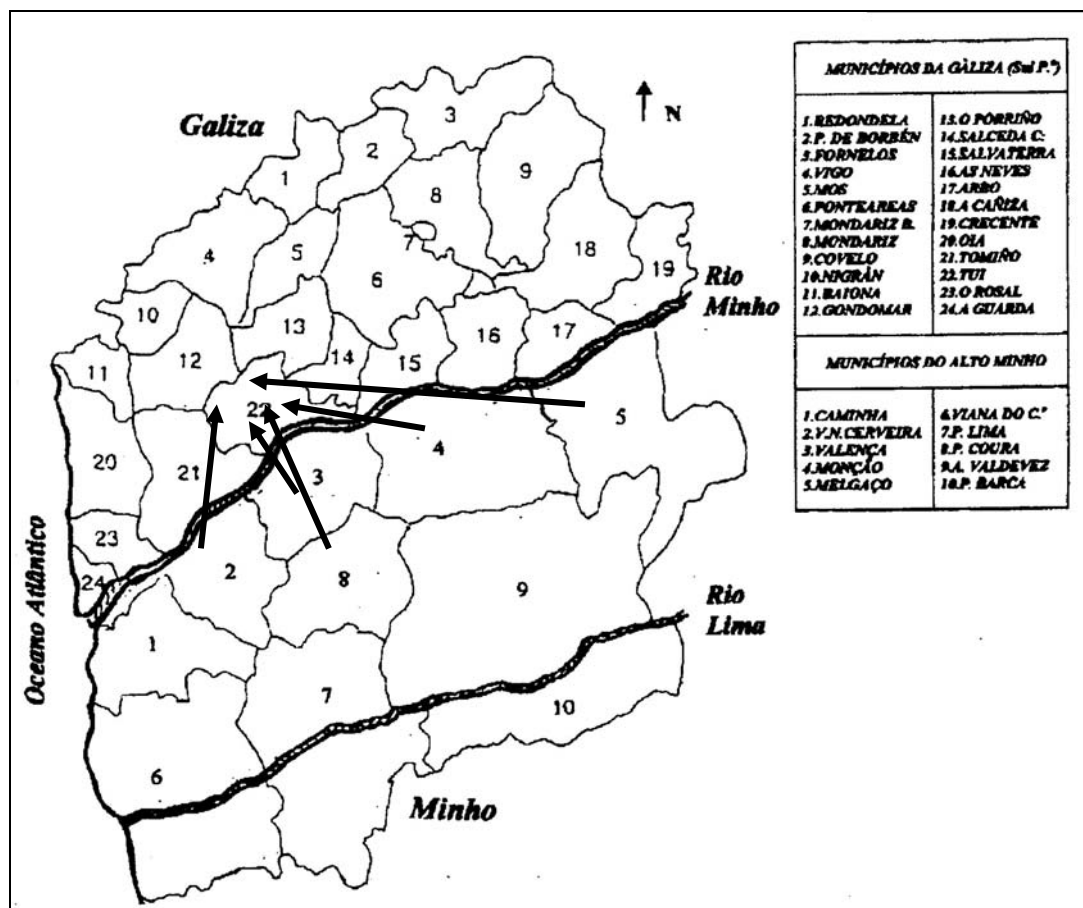 MUNICÍPIOS DA GALIZA (Sul P.ª)
1.REDONDELA
2.P. DE BORBÉN
3.FORNELOS
4.VIGO
5.MOS
6.PONTEAREAS
7.MONDARIZ B.
8.MONDARIZ
9.COVELO
10.NIGRÁN
11.BAIONA
12.GONDOMAR
13.O PORRIÑO
14.SALCEDA C.
15.SALVATERRA
16.AS NEVES
17.ARBO
18.A CAÑIZA
19.CRECENTE
20.OIA
21.TOMIÑO
22.TUI
23.O ROSAL
24.A GUARDA
MUNICÍPIOS DO ALTO MINHO
1.CAMINHA
2.V.N.CERVEIRA
3.VALENÇA
4.MONÇÃO
5.MELGAÇO
6.VIANA DO C.º
7.P. LIMA
8.P. COURA
9.A. VALDEVEZ
10.P. BARCA
N
Galiza
3
2
1
9
8
7
4
5
6
18
19
Rio
Minho
10
13
12
14
15
16
17
11
22
5
4
20
21
3
23
24
2
8
9
Rio
Lima
1
7
10
6
Minho
Oceano Atlântico